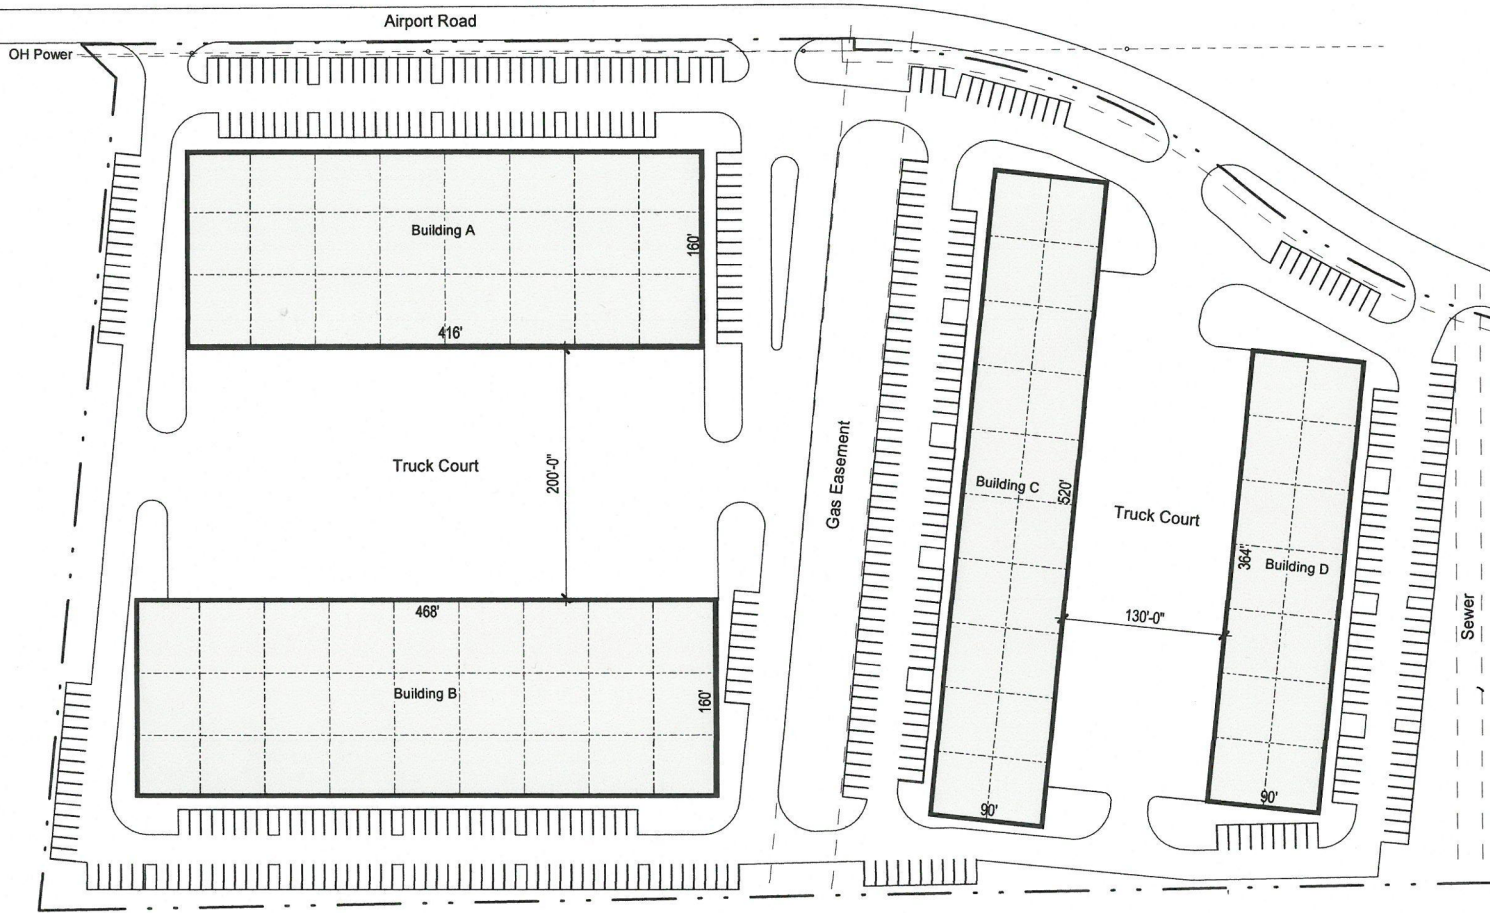 Airport Road
OH Power
Building A
160'
416'
Truck Court
200'-0"
Gas Easement
Building C
520'
Truck Court
364'
Building D
130'-0"
Sewer
468'
Building B
160'
90'
90'